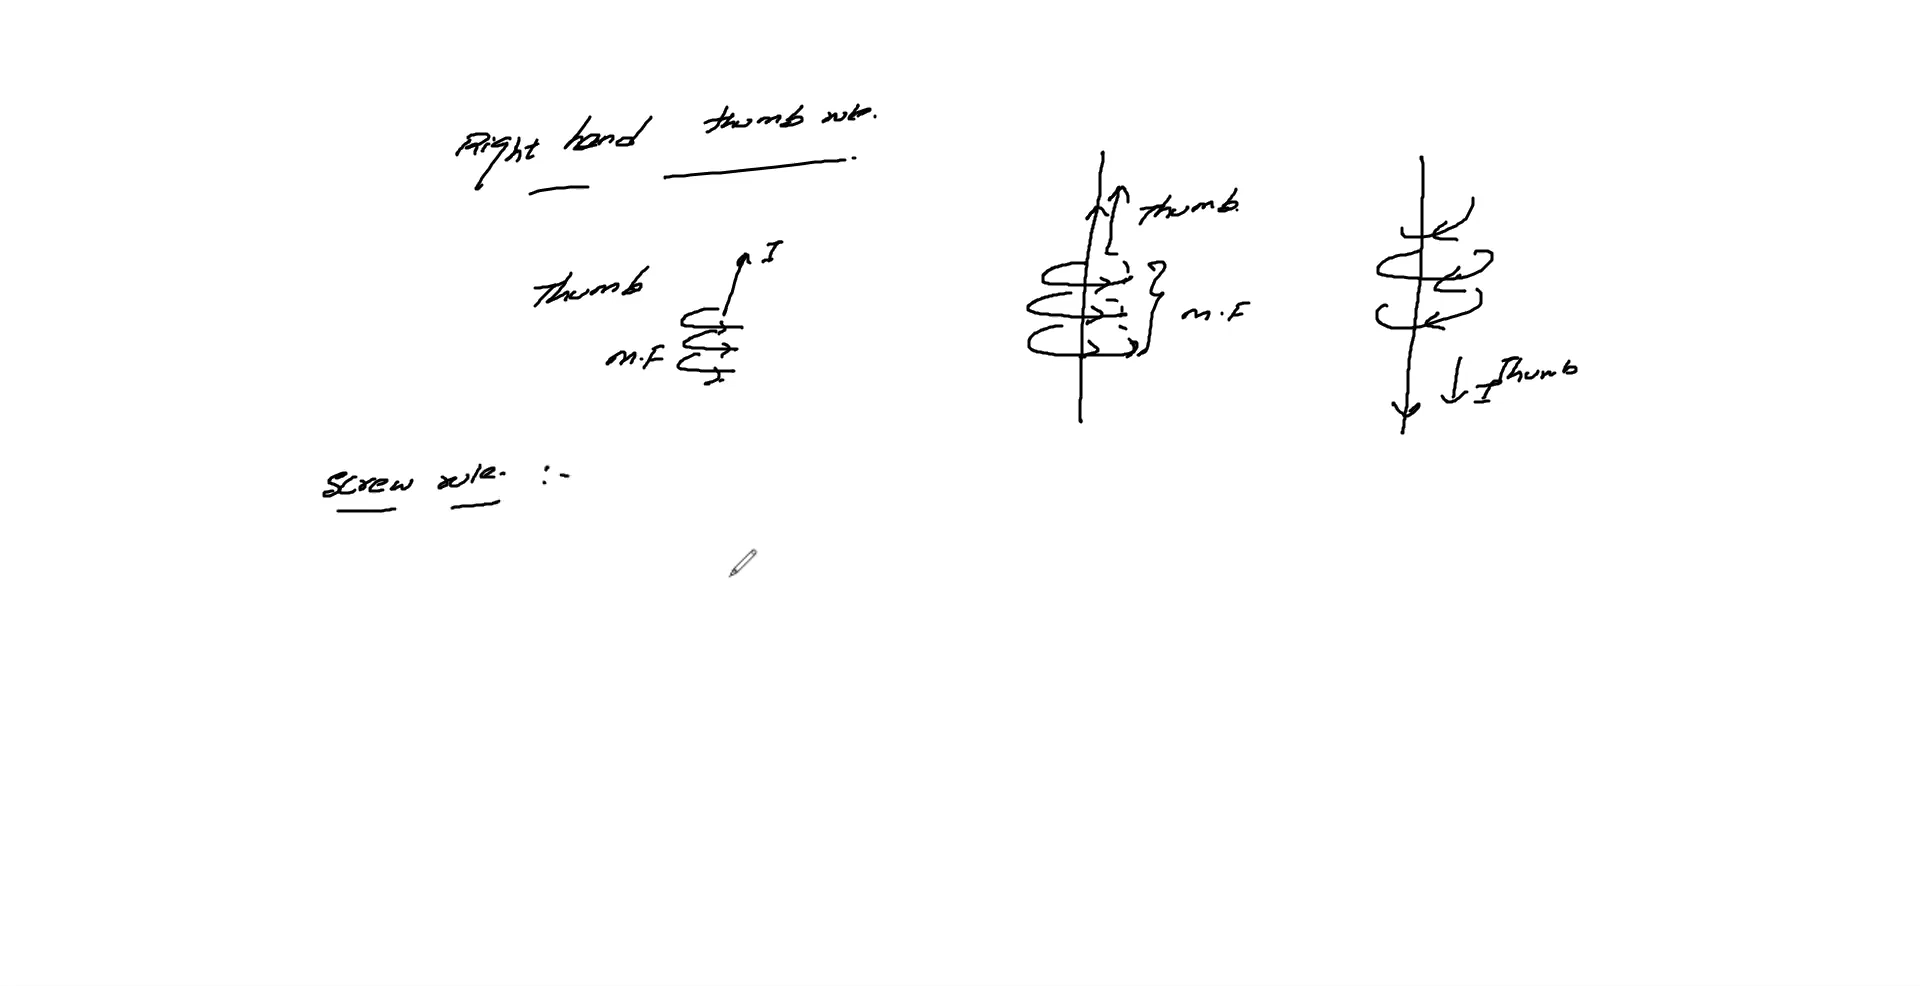 Right hand thumb rule.
Thumb I
m.F
Thumb.
m.F
I Thumb
Screw rule. :-